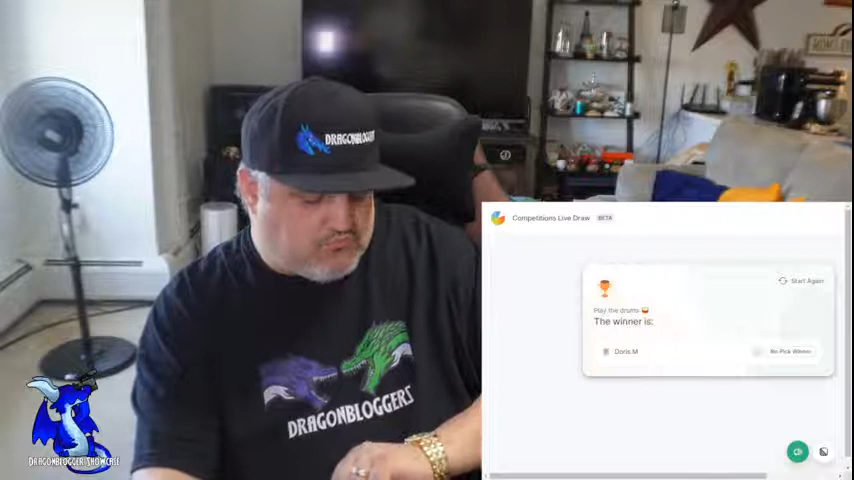 DRAGONBLOGGERS
DRAGONBLOGGERS
DRAGONBLOGGER SHOWCASE
Competitions Live Draw BETA
Start Again
Play the drums
The winner is:
Doris M
Re-Pick Winner